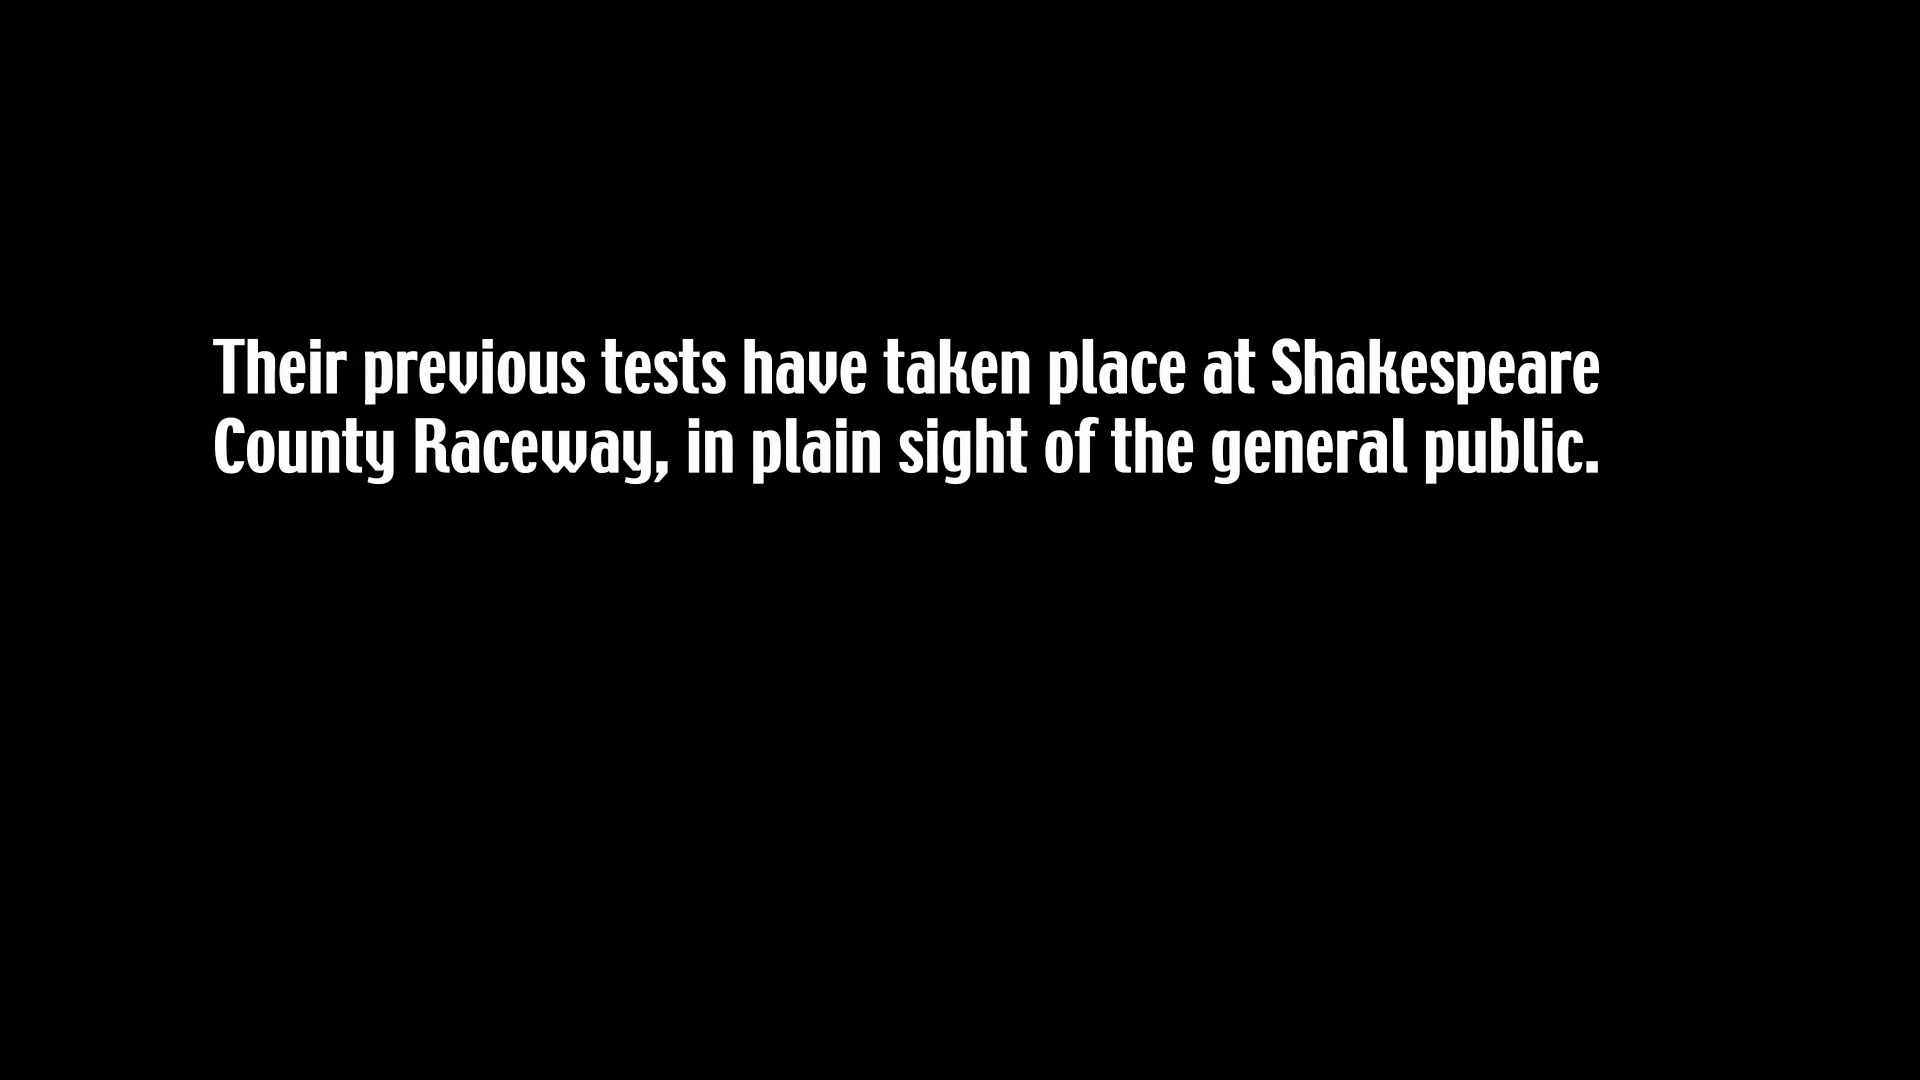 Their previous tests have taken place at Shakespeare
County Raceway, in plain sight of the general public.